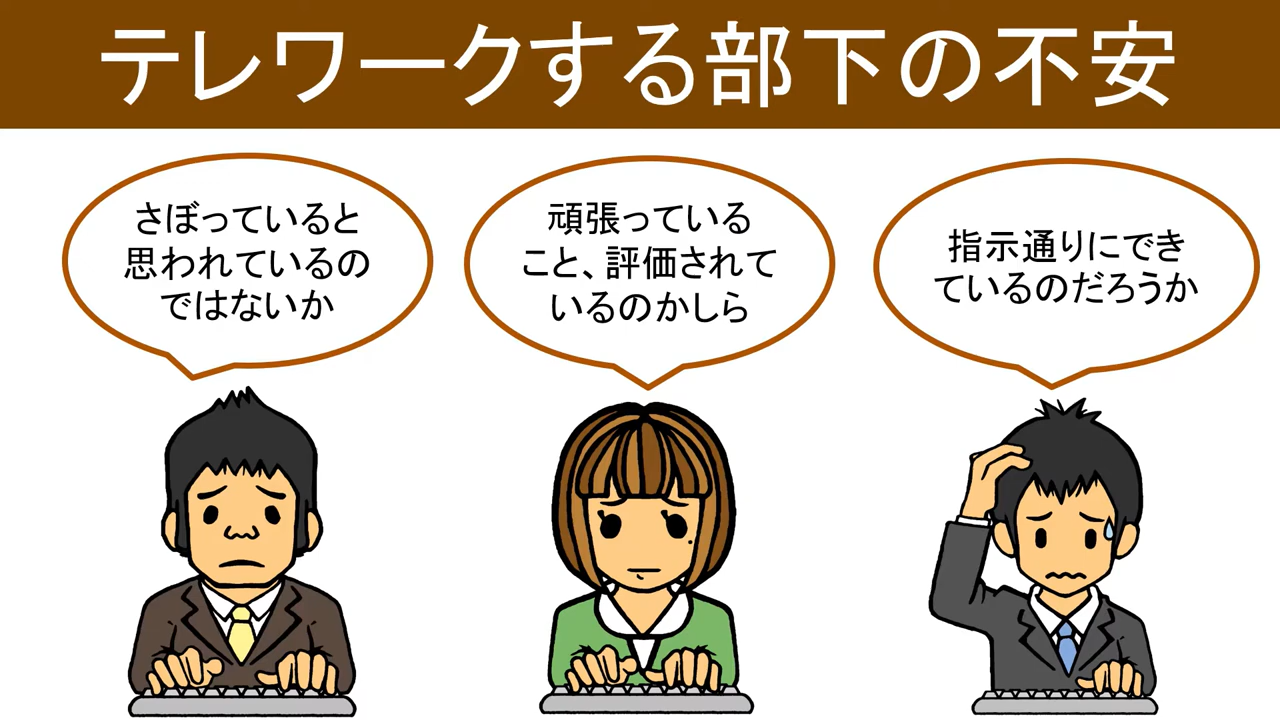 テレワークする部下の不安
さぼっていると
思われているの
ではないか
頑張っている
こと、評価されて
いるのかしら
指示通りにでき
ているのだろうか